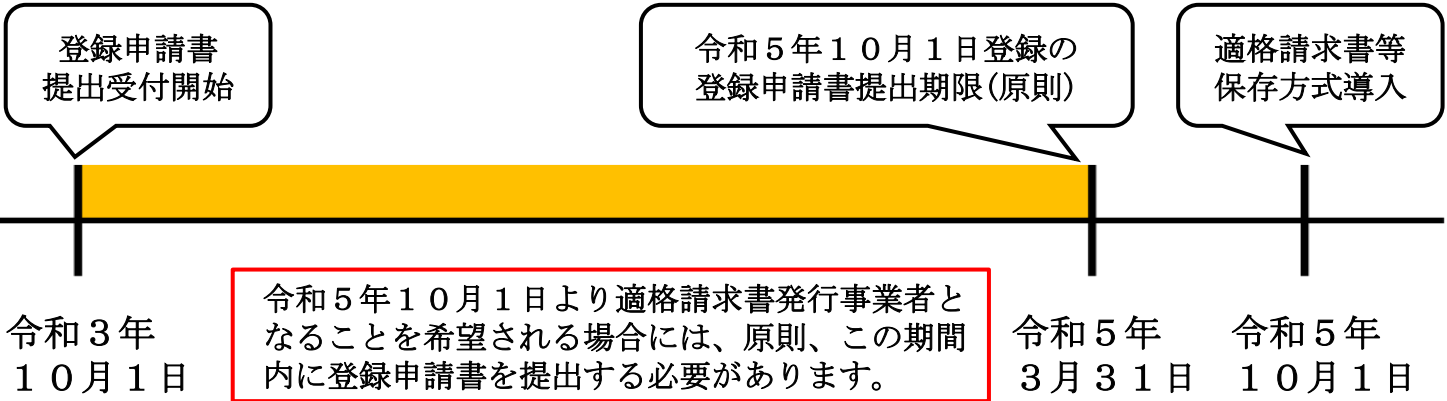 登録申請書
提出受付開始
令和５年１０月１日登録の
登録申請書提出期限(原則)
適格請求書等
保存方式導入
令和３年
１０月１日
令和５年１０月１日より適格請求書発行事業者と
なることを希望される場合には、原則、この期間
内に登録申請書を提出する必要があります。
令和５年
３月３１日
令和５年
１０月１日